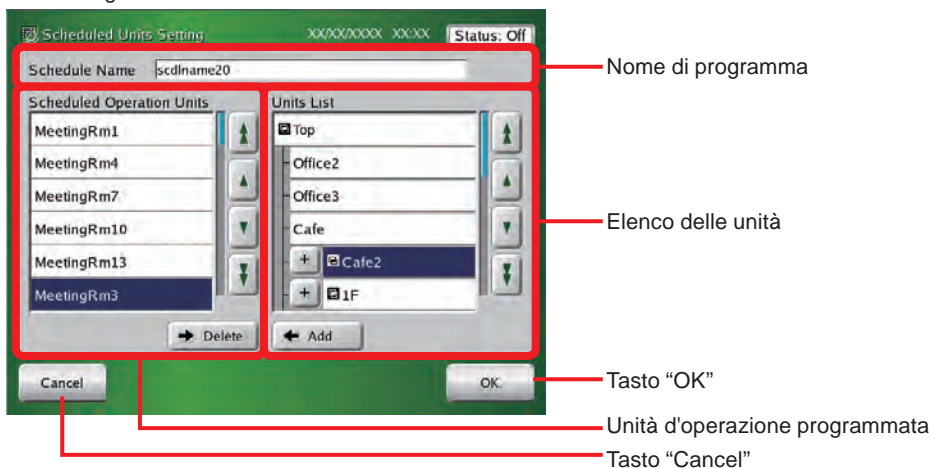 Scheduled Units Setting XX/XX/XXXX XX:XX Status: Off
Schedule Name scdlname20
Nome di programma
Scheduled Operation Units
MeetingRm1
MeetingRm4
MeetingRm7
MeetingRm10
MeetingRm13
MeetingRm3
Delete
Units List
Top
Office2
Office3
Cafe
+ Cafe2
+ 1F
Add
Elenco delle unità
Cancel
OK
Tasto “OK”
Unità d'operazione programmata
Tasto “Cancel”